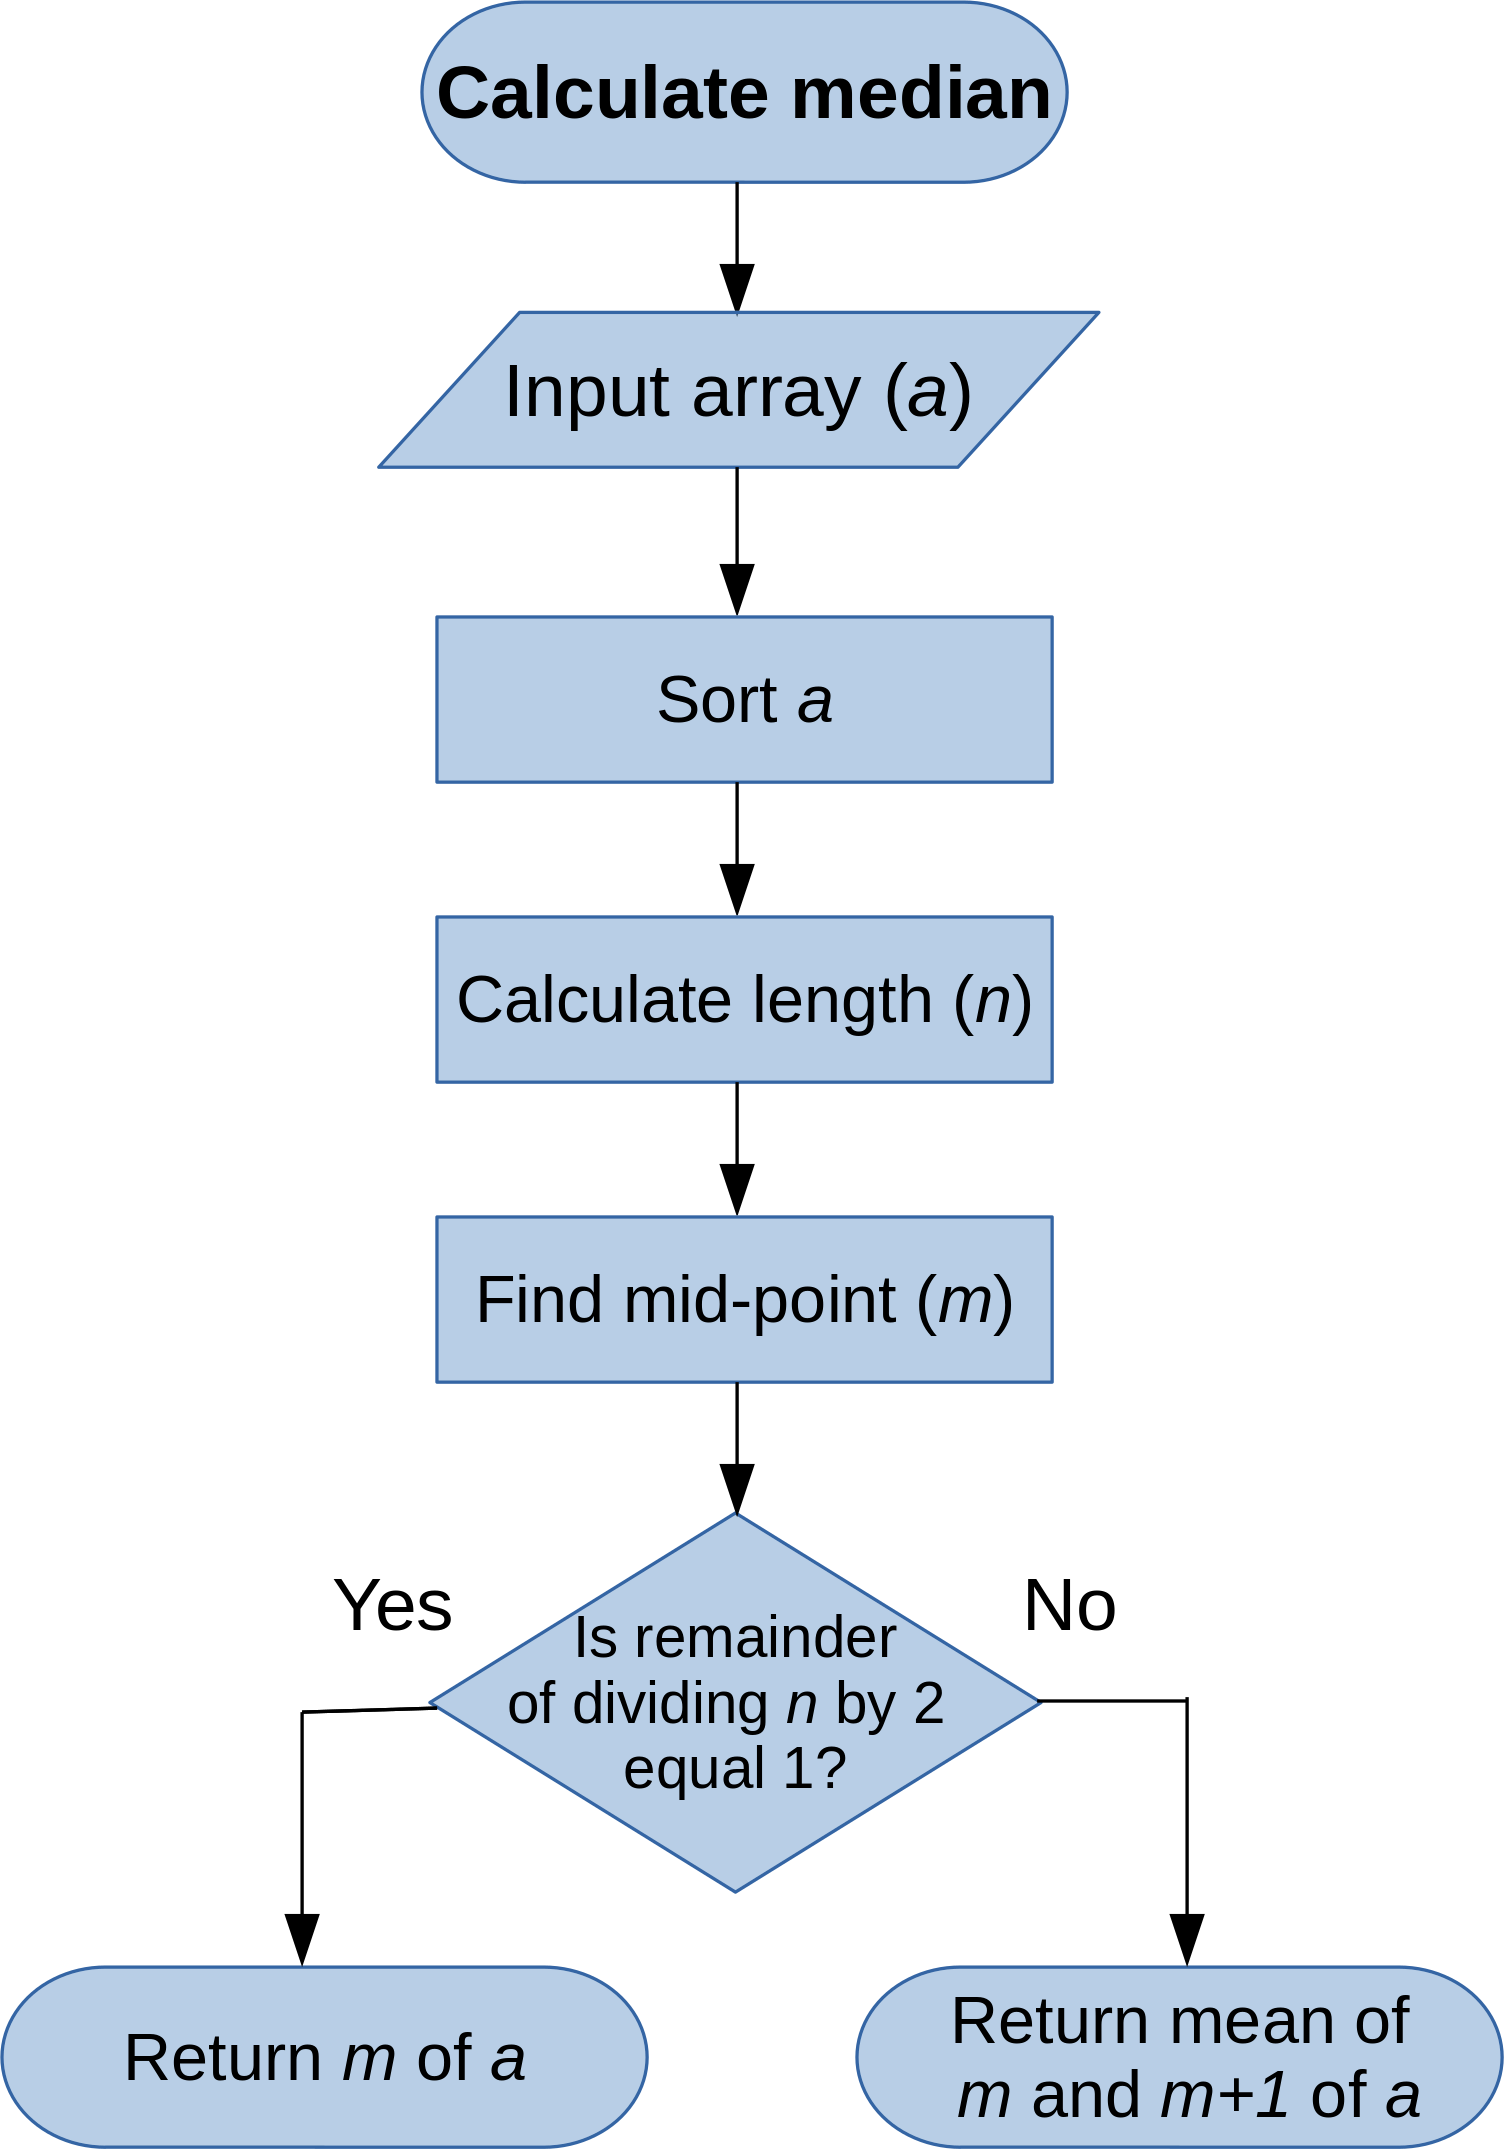 Calculate median
Input array (a)
Sort a
Calculate length (n)
Find mid-point (m)
Yes
No
Is remainder
of dividing n by 2
equal 1?
Return m of a
Return mean of
m and m+1 of a